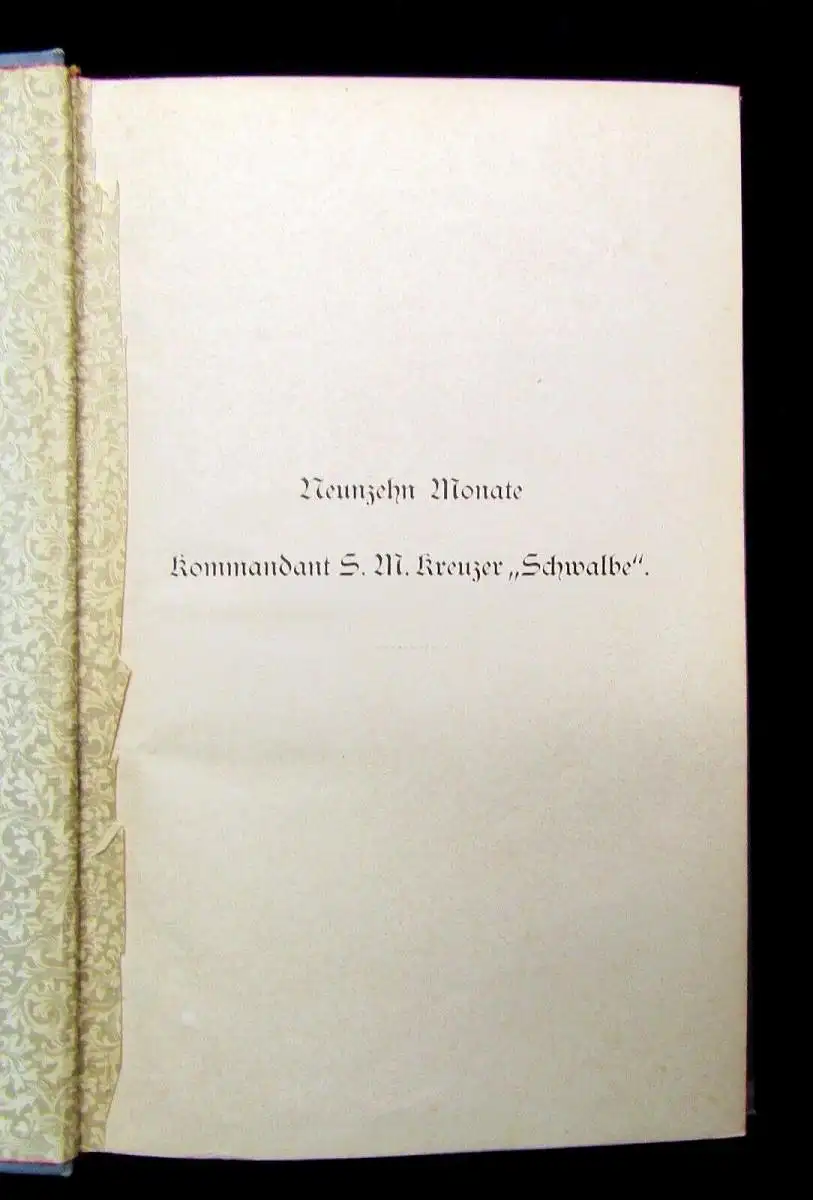 Neunzehn Monate
Kommandant S. M. Kreuzer „Schwalbe“.